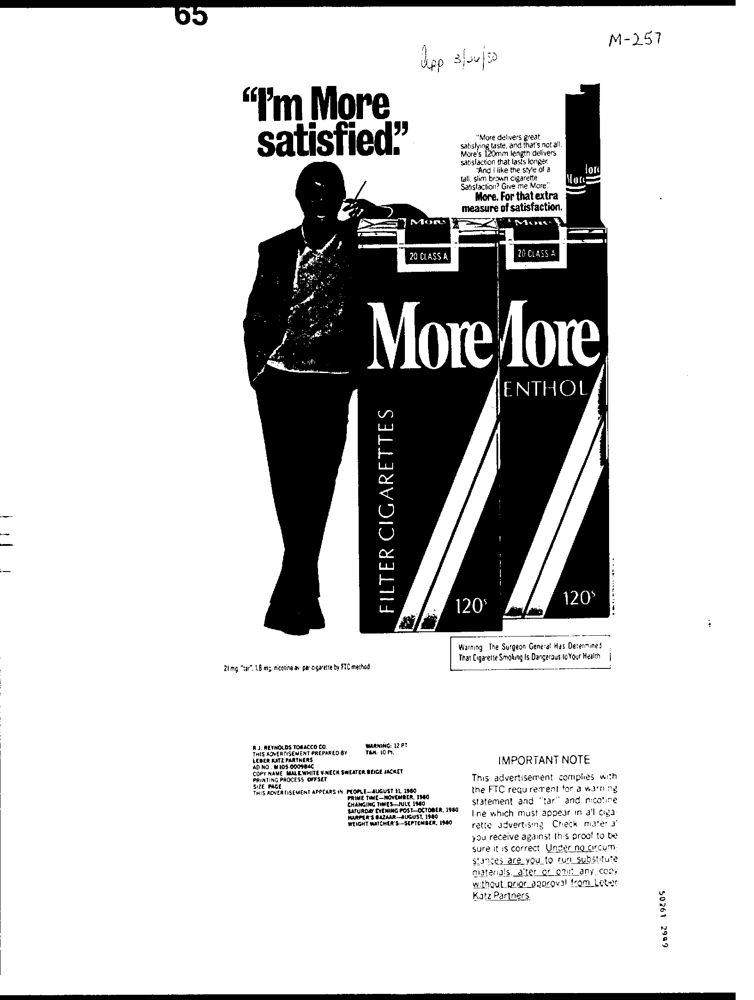 65
M-257
App 3/26/80
"I'm More
satisfied."
"More delivers great
satisfying taste, and that's not all.
More's 120mm length delivers
satisfaction that lasts longer.
"And I like the style of a
tall, slim brown cigarette.
Satisfaction? Give me More."
More. For that extra
measure of satisfaction.
More
More
More
20 CLASS A
20 CLASS A
More
More
ENTHOL
FILTER CIGARETTES
120's
120's
Warning: The Surgeon General Has Determined
That Cigarette Smoking Is Dangerous to Your Health.
21 mg. "tar", 1.8 mg. nicotine av. per cigarette by FTC method
R.J. REYNOLDS TOBACCO CO.
THIS ADVERTISEMENT PREPARED BY
LEBER KATZ PARTNERS
WARNING: 12 PT
T&N: 10 Pt.
AD NO. M 105-000984C
COPY NAME MALE WHITE V-NECK SWEATER BEIGE JACKET
PRINTING PROCESS OFFSET
SIZE PAGE
THIS ADVERTISEMENT APPEARS IN PEOPLE—AUGUST 11, 1980
PRIME TIME—NOVEMBER, 1980
CHANGING TIMES—JULY, 1980
SATURDAY EVENING POST—OCTOBER, 1980
HARPER'S BAZAAR—AUGUST, 1980
WEIGHT WATCHER'S—SEPTEMBER, 1980
IMPORTANT NOTE
This advertisement complies with
the FTC requirement for a warning
statement and "tar" and nicotine
line which must appear in all ciga-
rette advertising. Check material
you receive against this proof to be
sure it is correct. Under no circum-
stances are you to run substitute
materials, alter or omit any copy
without prior approval from Leber
Katz Partners.
50261 2949